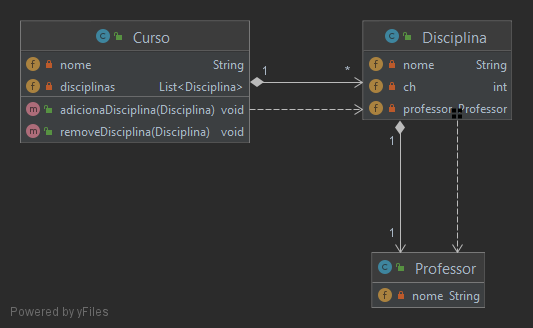 Curso
nome String
disciplinas List<Disciplina>
adicionaDisciplina(Disciplina) void
removeDisciplina(Disciplina) void
1 *
Disciplina
nome String
ch int
professor Professor
1
1
Professor
nome String
Powered by yFiles